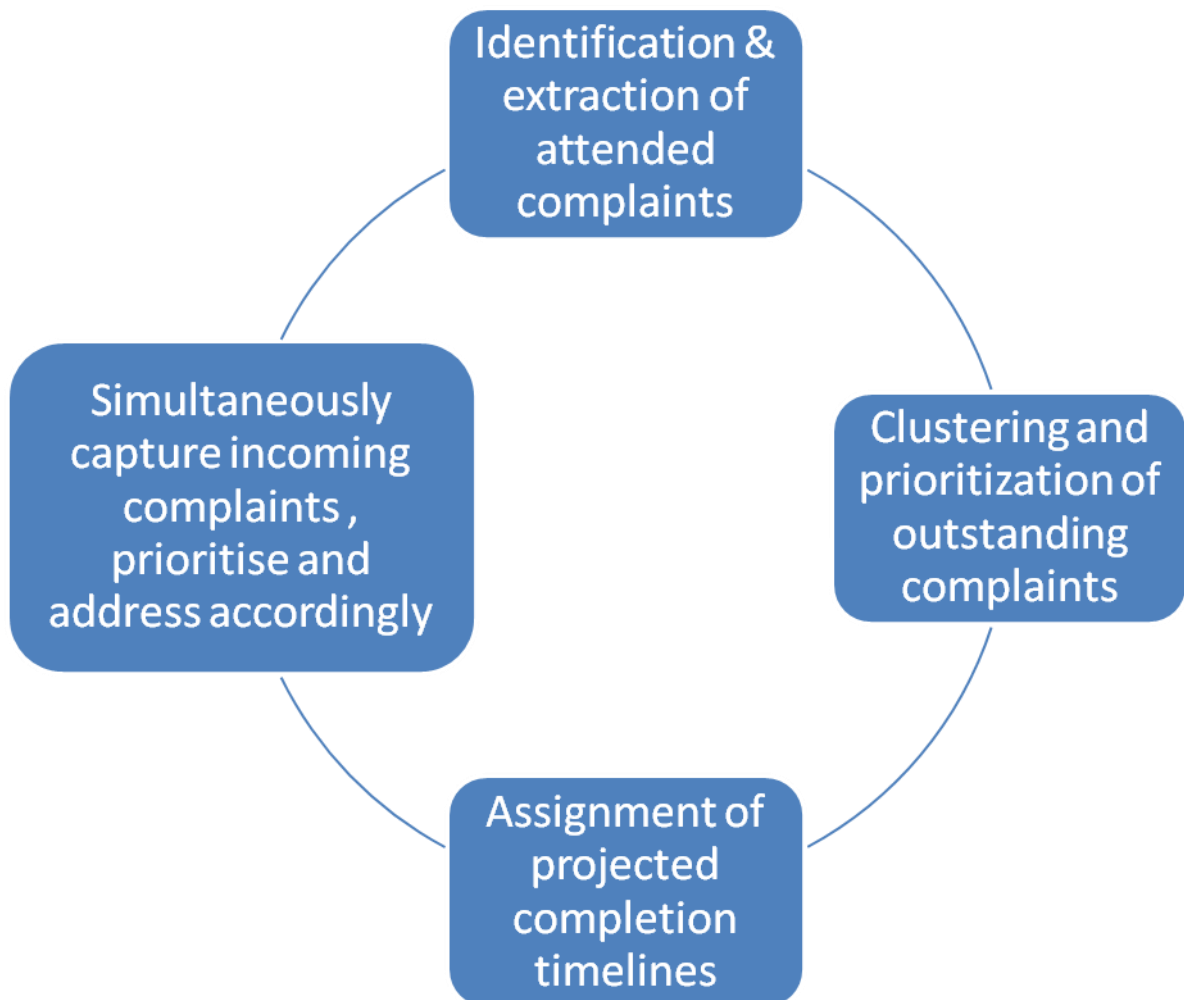 Identification &
extraction of
attended
complaints
Clustering and
prioritization of
outstanding
complaints
Assignment of
projected
completion
timelines
Simultaneously
capture incoming
complaints ,
prioritise and
address accordingly